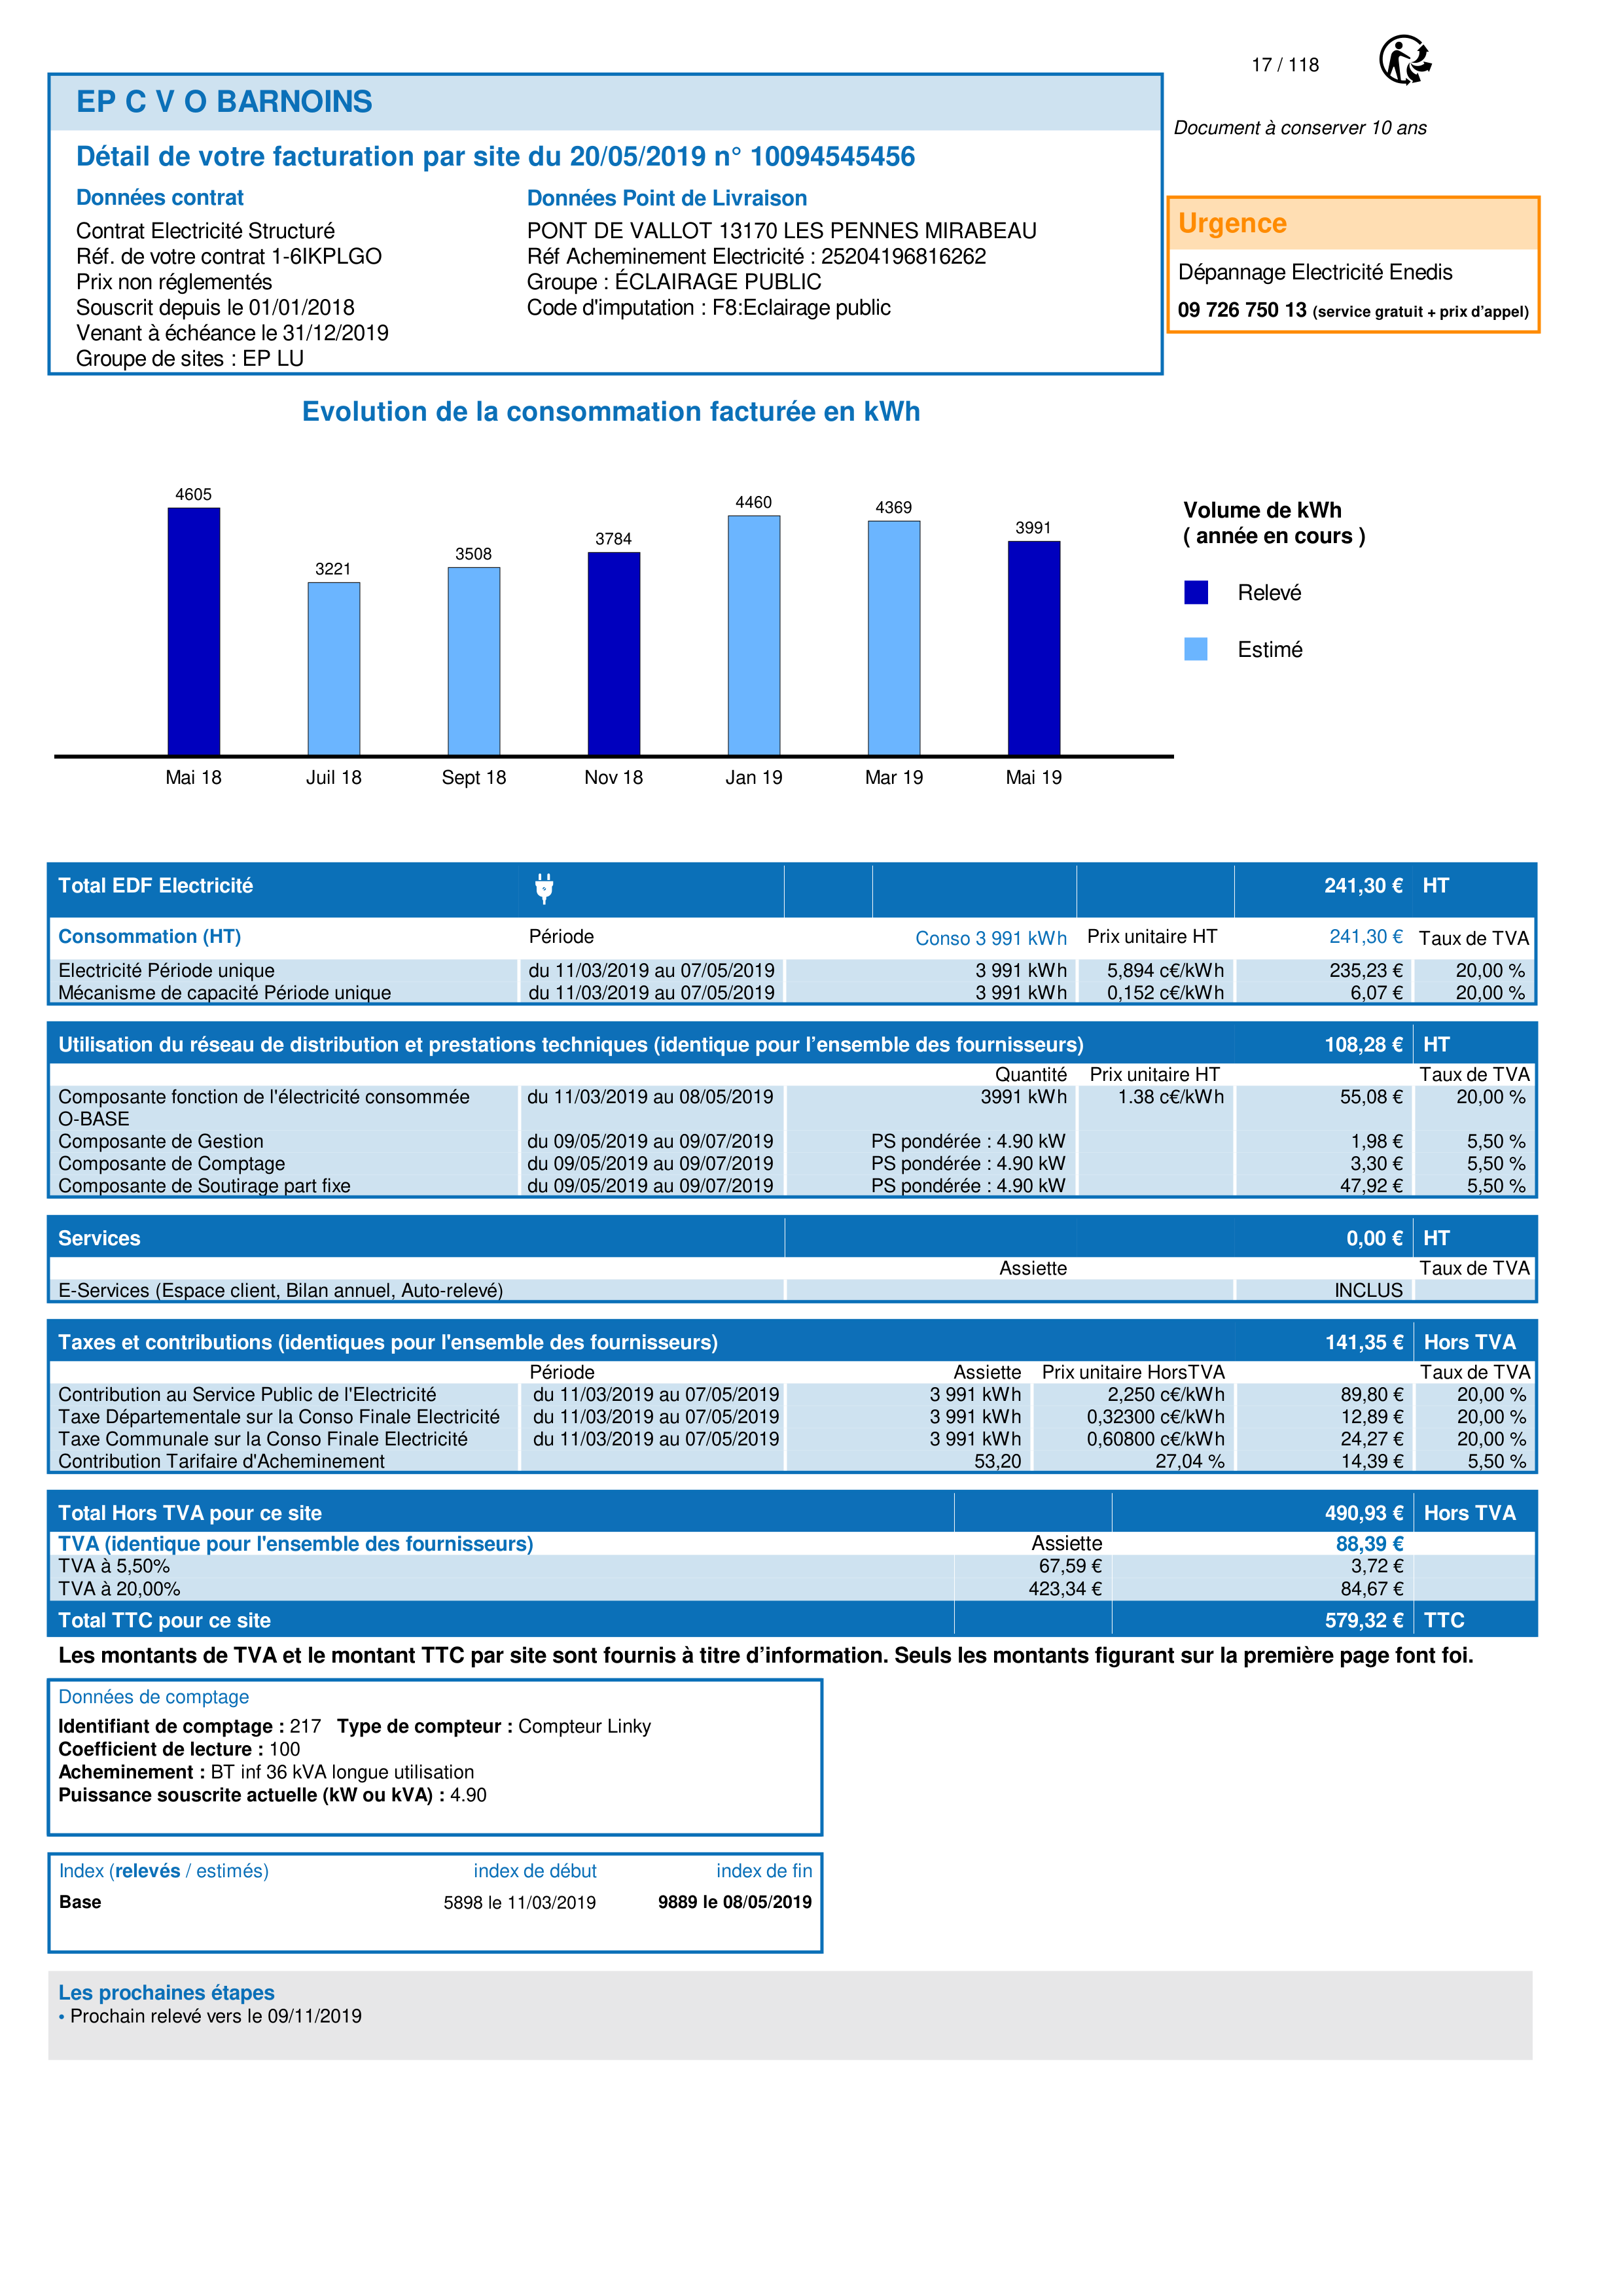 17 / 118
EP C V O BARNOINS
Document à conserver 10 ans
Détail de votre facturation par site du 20/05/2019 n° 10094545456
Données contrat
Contrat Electricité Structuré
Réf. de votre contrat 1-6IKPLGO
Prix non réglementés
Souscrit depuis le 01/01/2018
Venant à échéance le 31/12/2019
Groupe de sites : EP LU
Données Point de Livraison
PONT DE VALLOT 13170 LES PENNES MIRABEAU
Réf Acheminement Electricité : 25204196816262
Groupe : ÉCLAIRAGE PUBLIC
Code d'imputation : F8:Eclairage public
Urgence
Dépannage Electricité Enedis
09 726 750 13 (service gratuit + prix d’appel)
Evolution de la consommation facturée en kWh
4605 3221 3508 3784 4460 4369 3991
Mai 18 Juil 18 Sept 18 Nov 18 Jan 19 Mar 19 Mai 19
Volume de kWh
( année en cours )
Relevé
Estimé
Total EDF Electricité 241,30 € HT
Consommation (HT) Période Conso 3 991 kWh Prix unitaire HT 241,30 € Taux de TVA
Electricité Période unique du 11/03/2019 au 07/05/2019 3 991 kWh 5,894 c€/kWh 235,23 € 20,00 %
Mécanisme de capacité Période unique du 11/03/2019 au 07/05/2019 3 991 kWh 0,152 c€/kWh 6,07 € 20,00 %
Utilisation du réseau de distribution et prestations techniques (identique pour l’ensemble des fournisseurs) 108,28 € HT
Quantité Prix unitaire HT Taux de TVA
Composante fonction de l'électricité consommée du 11/03/2019 au 08/05/2019 3991 kWh 1.38 c€/kWh 55,08 € 20,00 %
O-BASE
Composante de Gestion du 09/05/2019 au 09/07/2019 PS pondérée : 4.90 kW 1,98 € 5,50 %
Composante de Comptage du 09/05/2019 au 09/07/2019 PS pondérée : 4.90 kW 3,30 € 5,50 %
Composante de Soutirage part fixe du 09/05/2019 au 09/07/2019 PS pondérée : 4.90 kW 47,92 € 5,50 %
Services 0,00 € HT
Assiette Taux de TVA
E-Services (Espace client, Bilan annuel, Auto-relevé) INCLUS
Taxes et contributions (identiques pour l'ensemble des fournisseurs) 141,35 € Hors TVA
Période Assiette Prix unitaire HorsTVA Taux de TVA
Contribution au Service Public de l'Electricité du 11/03/2019 au 07/05/2019 3 991 kWh 2,250 c€/kWh 89,80 € 20,00 %
Taxe Départementale sur la Conso Finale Electricité du 11/03/2019 au 07/05/2019 3 991 kWh 0,32300 c€/kWh 12,89 € 20,00 %
Taxe Communale sur la Conso Finale Electricité du 11/03/2019 au 07/05/2019 3 991 kWh 0,60800 c€/kWh 24,27 € 20,00 %
Contribution Tarifaire d'Acheminement 53,20 27,04 % 14,39 € 5,50 %
Total Hors TVA pour ce site 490,93 € Hors TVA
TVA (identique pour l'ensemble des fournisseurs) Assiette 88,39 €
TVA à 5,50% 67,59 € 3,72 €
TVA à 20,00% 423,34 € 84,67 €
Total TTC pour ce site 579,32 € TTC
Les montants de TVA et le montant TTC par site sont fournis à titre d’information. Seuls les montants figurant sur la première page font foi.
Données de comptage
Identifiant de comptage : 217 Type de compteur : Compteur Linky
Coefficient de lecture : 100
Acheminement : BT inf 36 kVA longue utilisation
Puissance souscrite actuelle (kW ou kVA) : 4.90
Index (relevés / estimés) index de début index de fin
Base 5898 le 11/03/2019 9889 le 08/05/2019
Les prochaines étapes
• Prochain relevé vers le 09/11/2019